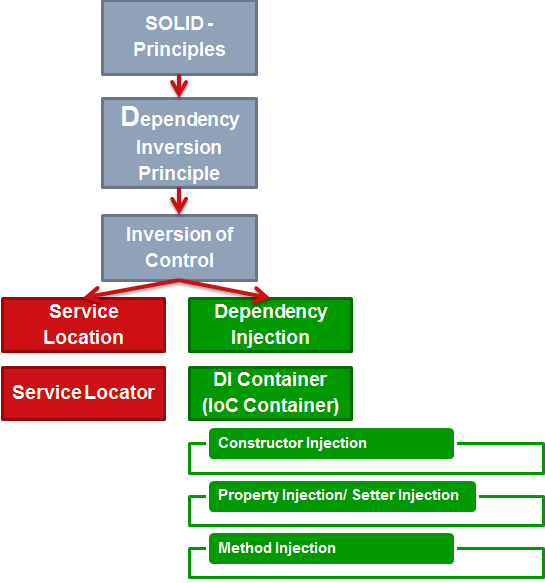 SOLID -
Principles
Dependency
Inversion
Principle
Inversion of
Control
Service
Location
Dependency
Injection
Service Locator
DI Container
(IoC Container)
Constructor Injection
Property Injection/ Setter Injection
Method Injection